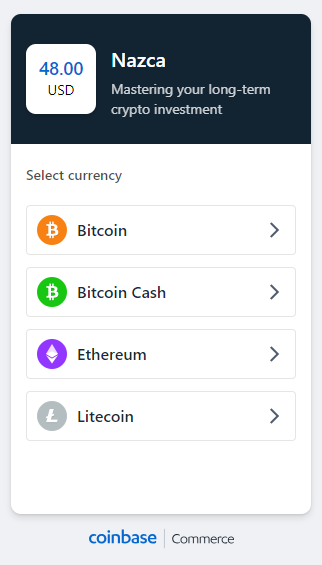 48.00
USD
Nazca
Mastering your long-term
crypto investment
Select currency
Bitcoin
Bitcoin Cash
Ethereum
Litecoin
coinbase | Commerce